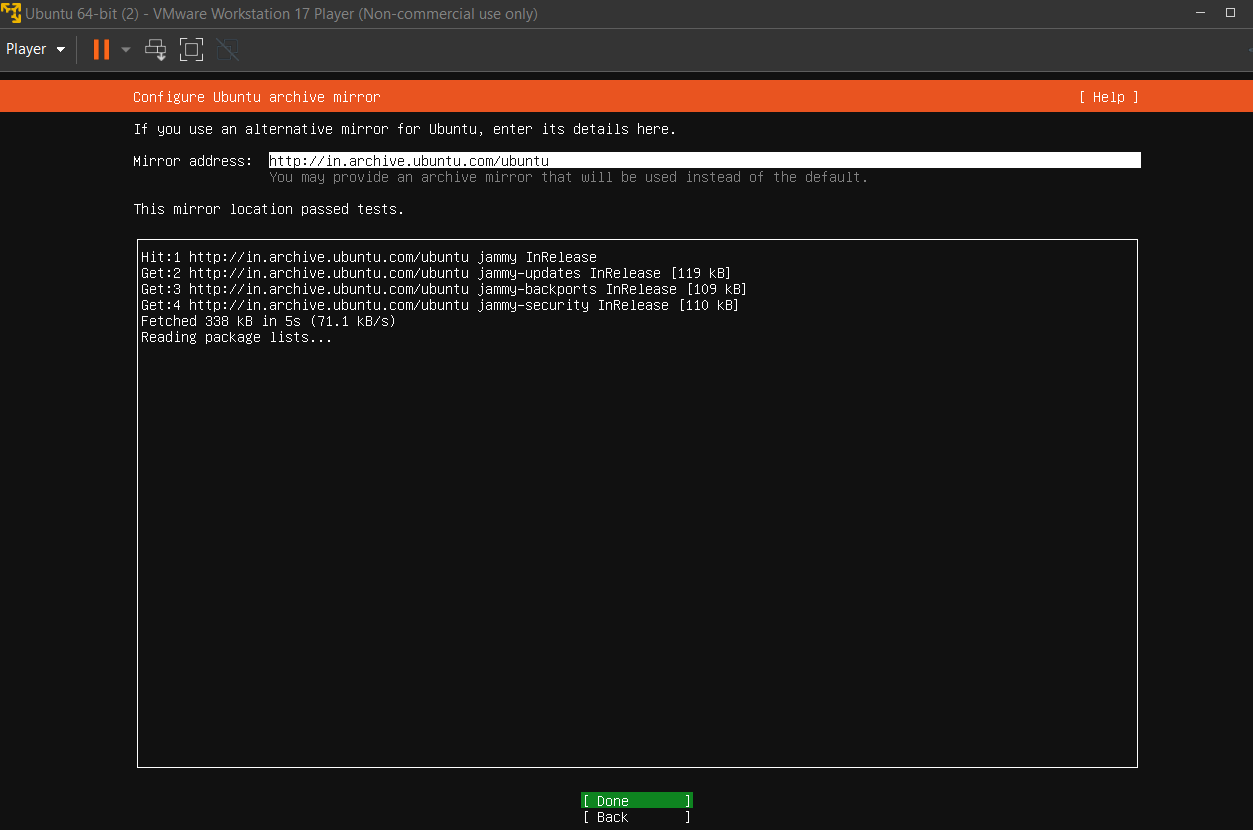 Ubuntu 64-bit (2) - VMware Workstation 17 Player (Non-commercial use only)
Player
Configure Ubuntu archive mirror [ Help ]
If you use an alternative mirror for Ubuntu, enter its details here.
Mirror address: http://in.archive.ubuntu.com/ubuntu
You may provide an archive mirror that will be used instead of the default.
This mirror location passed tests.
Hit:1 http://in.archive.ubuntu.com/ubuntu jammy InRelease
Get:2 http://in.archive.ubuntu.com/ubuntu jammy-updates InRelease [119 kB]
Get:3 http://in.archive.ubuntu.com/ubuntu jammy-backports InRelease [109 kB]
Get:4 http://in.archive.ubuntu.com/ubuntu jammy-security InRelease [110 kB]
Fetched 338 kB in 5s (71.1 kB/s)
Reading package lists...
[ Done ]
[ Back ]